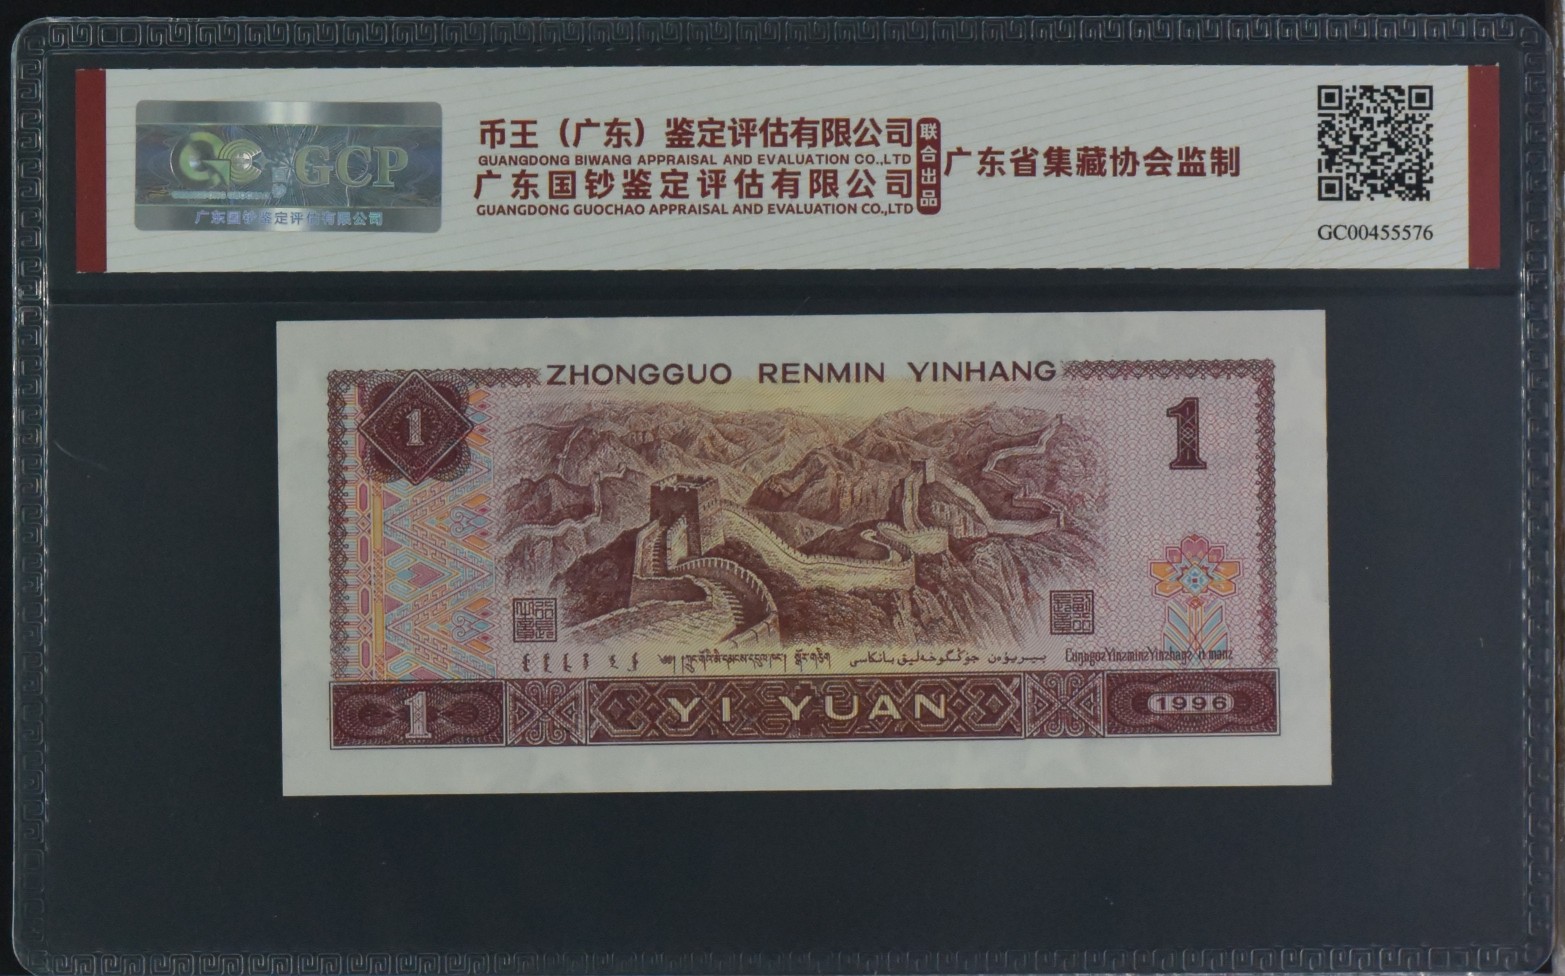 GCP
广东国钞鉴定评估有限公司
币王（广东）鉴定评估有限公司
GUANGDONG BIWANG APPRAISAL AND EVALUATION CO.,LTD
广东国钞鉴定评估有限公司
GUANGDONG GUOCHAO APPRAISAL AND EVALUATION CO.,LTD
联合出品
广东省集藏协会监制
GC00455576
ZHONGGUO RENMIN YINHANG
1
1
1
YI YUAN
1996